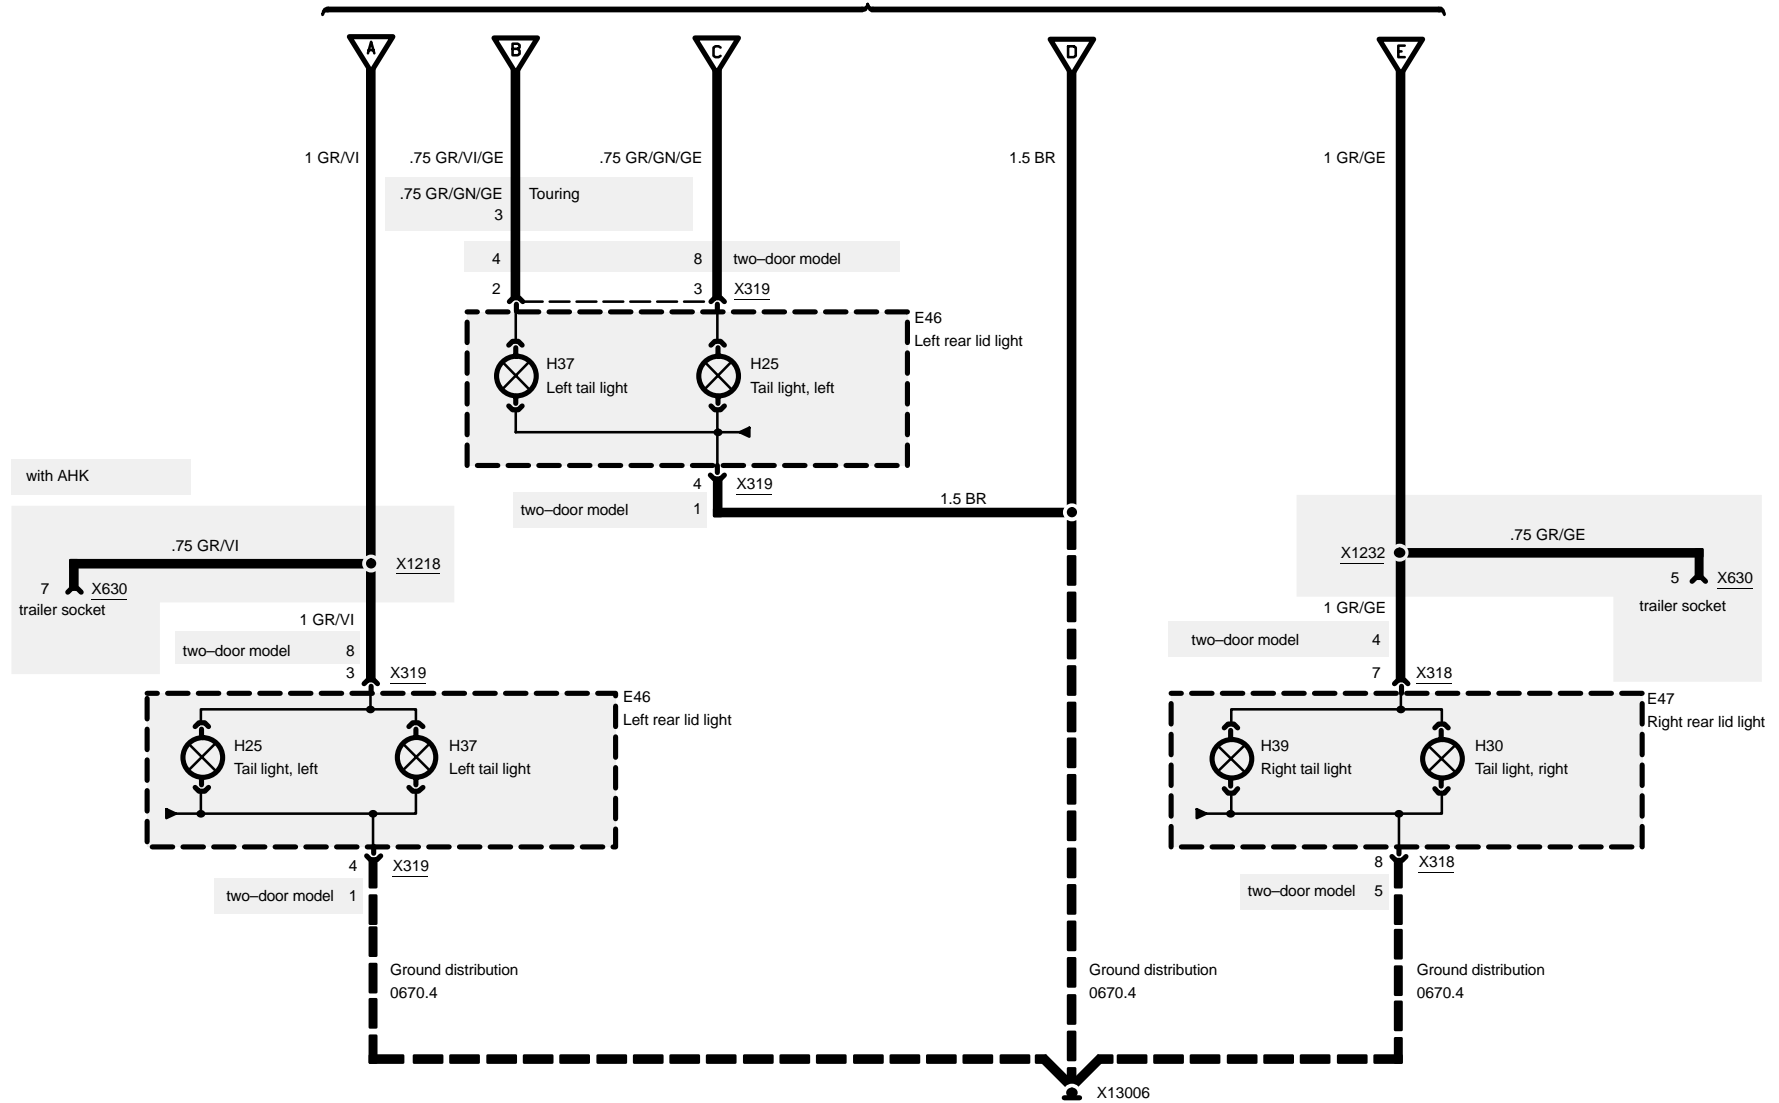 A
B
C
D
E
1 GR/VI
.75 GR/VI/GE
.75 GR/GN/GE
1.5 BR
1 GR/GE
.75 GR/GN/GE
Touring
3
4
8
two–door model
2
3
X319
E46
Left rear lid light
H37
Left tail light
H25
Tail light, left
with AHK
4
X319
two–door model
1
1.5 BR
.75 GR/VI
X1218
7
X630
trailer socket
.75 GR/GE
X1232
5
X630
trailer socket
1 GR/VI
two–door model
8
3
X319
1 GR/GE
two–door model
4
7
X318
E46
Left rear lid light
H25
Tail light, left
H37
Left tail light
E47
Right rear lid light
H39
Right tail light
H30
Tail light, right
4
X319
two–door model
1
8
X318
two–door model
5
Ground distribution
0670.4
Ground distribution
0670.4
Ground distribution
0670.4
X13006